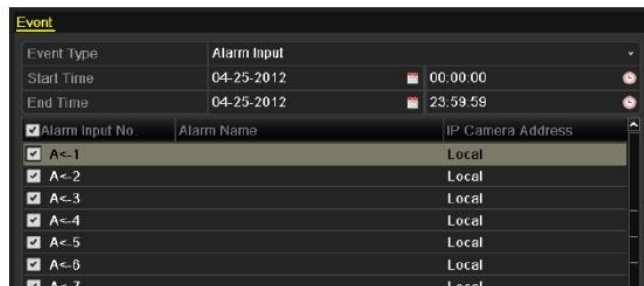 Event
Event Type Alarm Input
Start Time 04-25-2012 00:00:00
End Time 04-25-2012 23:59:59
Alarm Input No. Alarm Name IP Camera Address
A<-1 Local
A<-2 Local
A<-3 Local
A<-4 Local
A<-5 Local
A<-6 Local
A<-7 Local